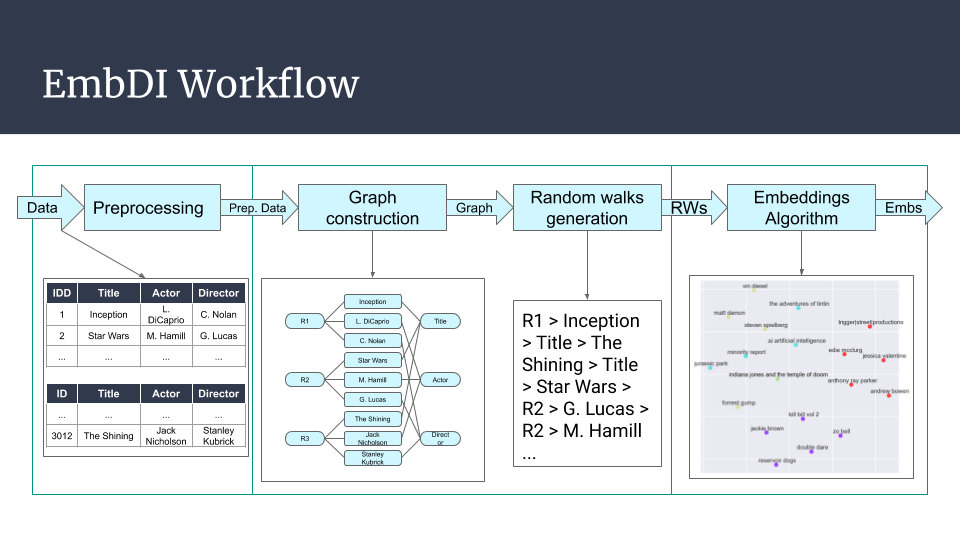 EmbDI Workflow
Data
Preprocessing
Prep. Data
Graph
construction
Graph
Random walks
generation
RWs
Embeddings
Algorithm
Embs
IDD Title Actor Director
1 Inception L. DiCaprio C. Nolan
2 Star Wars M. Hamill G. Lucas
... ... ... ...
ID Title Actor Director
... ... ... ...
3012 The Shining Jack Nicholson Stanley Kubrick
R1
R2
R3
Inception
L. DiCaprio
C. Nolan
Star Wars
M. Hamill
G. Lucas
The Shining
Jack
Nicholson
Stanley
Kubrick
Title
Actor
Direct
or
R1 > Inception
> Title > The
Shining > Title
> Star Wars >
R2 > G. Lucas >
R2 > M. Hamill
...
vin diesel
the adventures of tintin
matt damon
steven spielberg
trigger|street|productions
ai artificial intelligence
minority report
edie mcclurg
jessica valentine
jurassic park
indiana jones and the temple of doom
anthony ray parker
andrew bowen
forrest gump
kill bill vol 2
jackie brown
zo bell
double dare
reservoir dogs